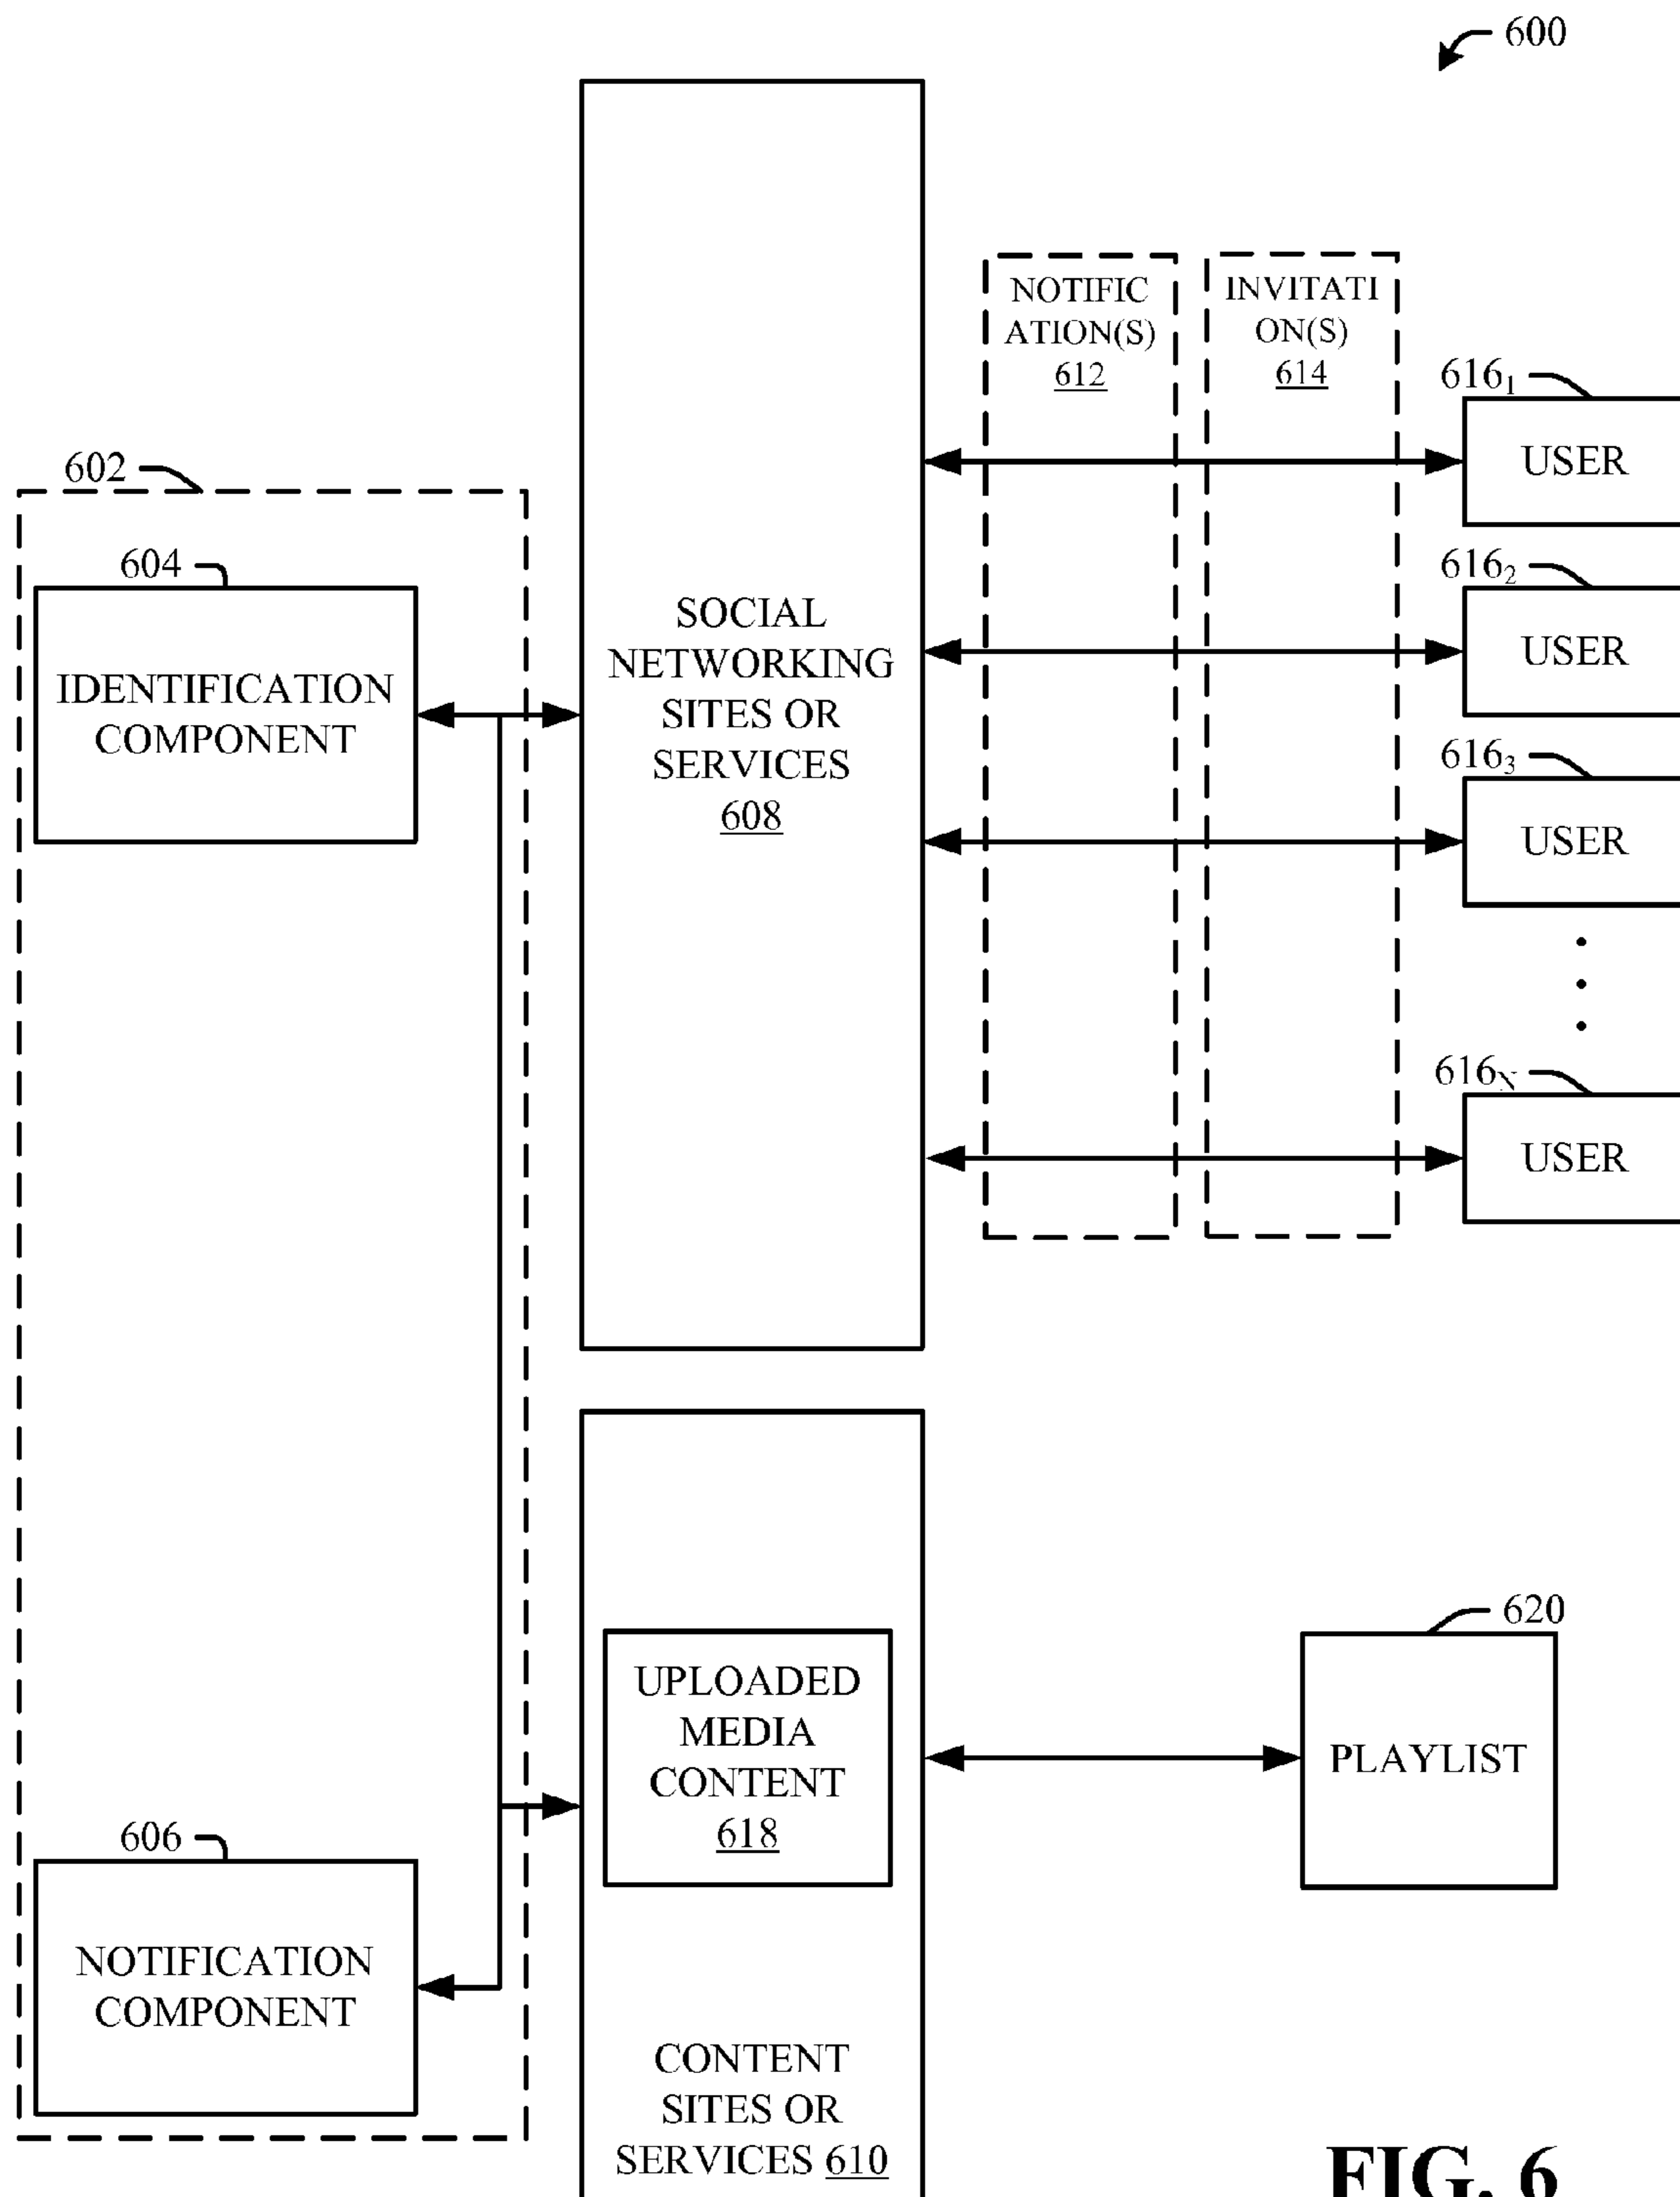 600
NOTIFIC
ATION(S)
612
INVITATI
ON(S)
614
616₁
USER
602
604
616₂
USER
SOCIAL
NETWORKING
SITES OR
SERVICES
608
IDENTIFICATION
COMPONENT
616₃
USER
616N
USER
620
UPLOADED
MEDIA
CONTENT
618
PLAYLIST
606
NOTIFICATION
COMPONENT
CONTENT
SITES OR
SERVICES 610
FIG. 6